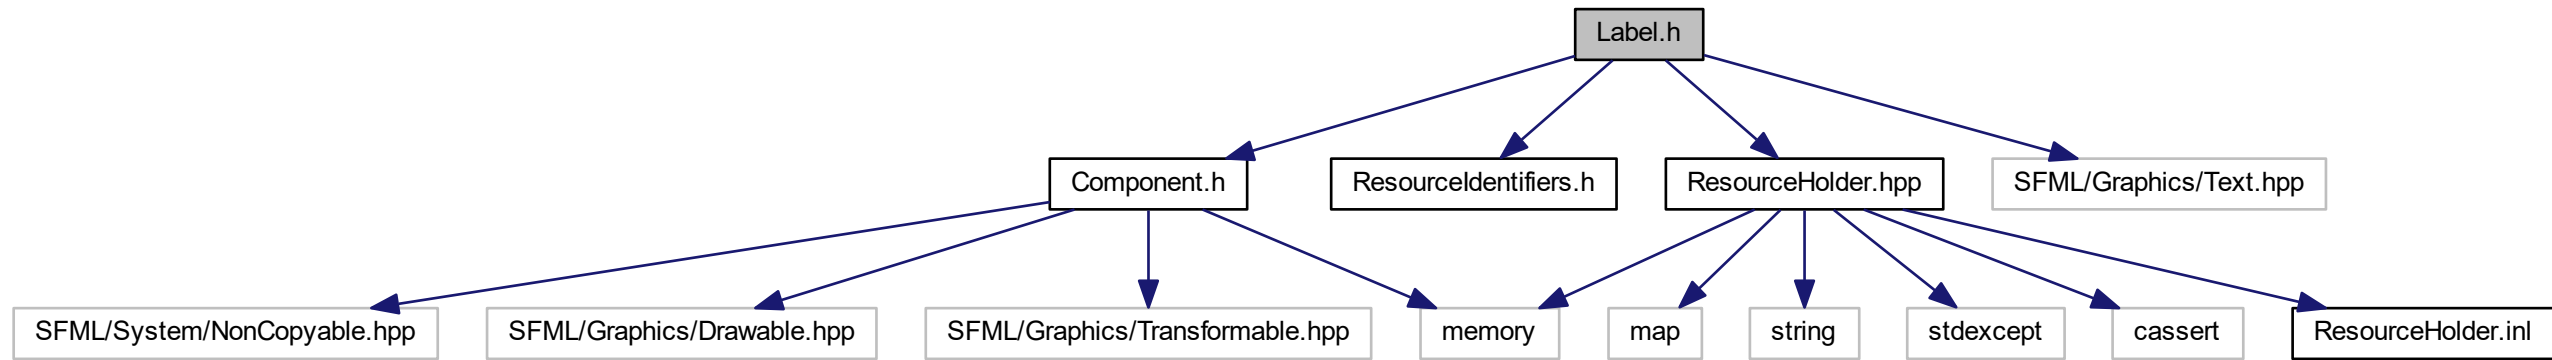 Label.h
Component.h
ResourceIdentifiers.h
ResourceHolder.hpp
SFML/Graphics/Text.hpp
SFML/System/NonCopyable.hpp
SFML/Graphics/Drawable.hpp
SFML/Graphics/Transformable.hpp
memory
map
string
stdexcept
cassert
ResourceHolder.inl